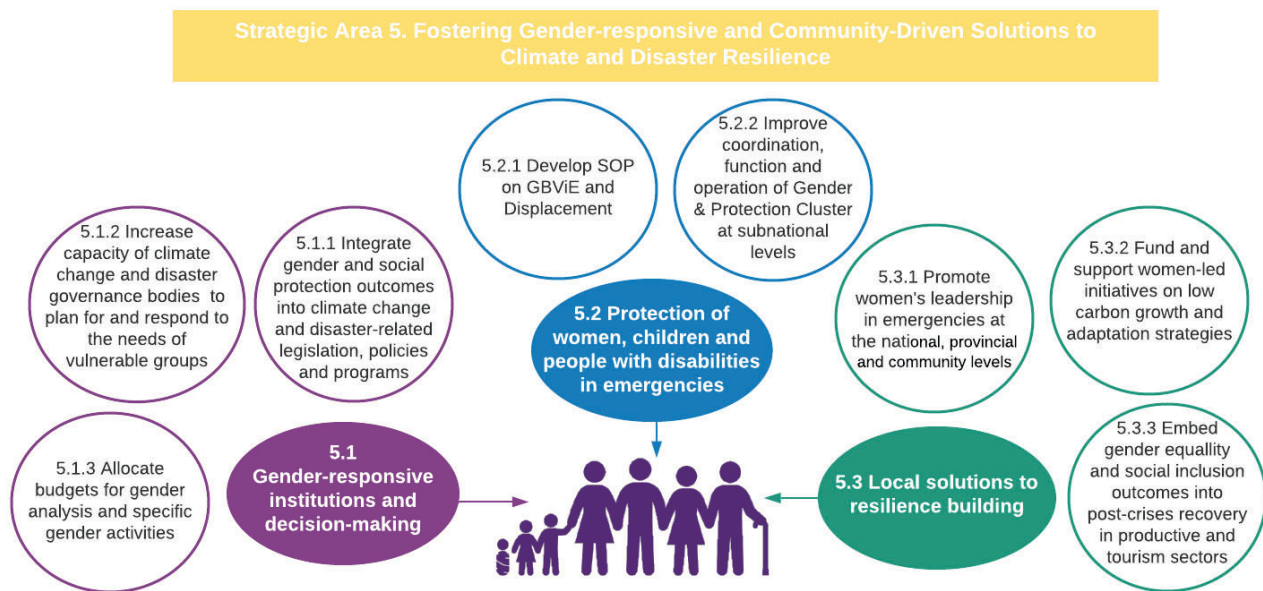 Strategic Area 5. Fostering Gender-responsive and Community-Driven Solutions to
Climate and Disaster Resilience
5.2.1 Develop SOP
on GBViE and
Displacement
5.2.2 Improve
coordination,
function and
operation of Gender
& Protection Cluster
at subnational
levels
5.1.2 Increase
capacity of climate
change and disaster
governance bodies to
plan for and respond to
the needs of
vulnerable groups
5.1.1 Integrate
gender and social
protection outcomes
into climate change
and disaster-related
legislation, policies
and programs
5.3.1 Promote
women's leadership
in emergencies at
the national, provincial
and community levels
5.3.2 Fund and
support women-led
initiatives on low
carbon growth and
adaptation strategies
5.2 Protection of
women, children and
people with disabilities
in emergencies
5.1.3 Allocate
budgets for gender
analysis and specific
gender activities
5.1
Gender-responsive
institutions and
decision-making
5.3 Local solutions to
resilience building
5.3.3 Embed
gender equallity
and social inclusion
outcomes into
post-crises recovery
in productive and
tourism sectors